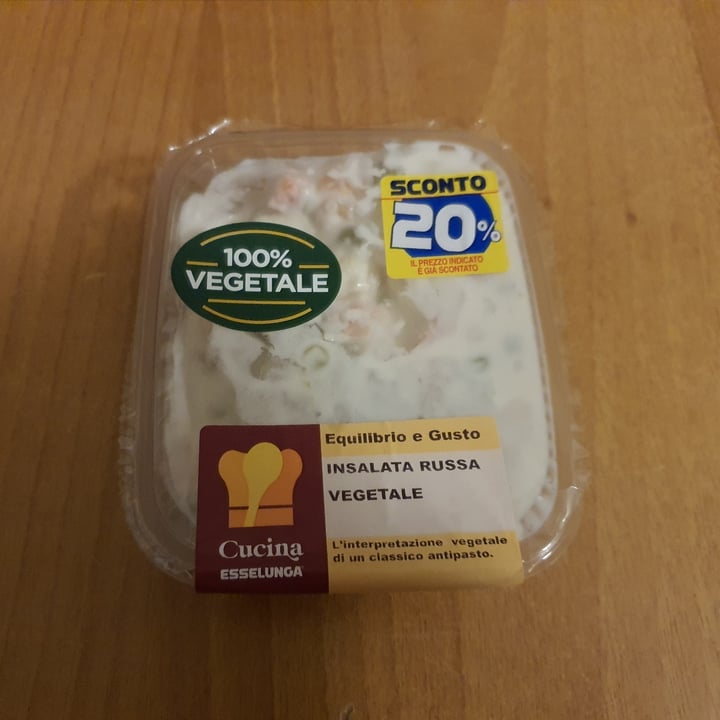 SCONTO
20%
IL PREZZO INDICATO
È GIÀ SCONTATO
100%
VEGETALE
Equilibrio e Gusto
INSALATA RUSSA
VEGETALE
L'interpretazione vegetale
di un classico antipasto.
Cucina
ESSELUNGA